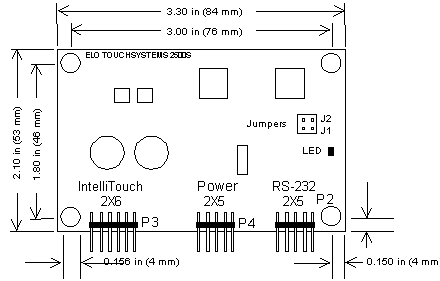 3.30 in (84 mm)
3.00 in (76 mm)
ELO TOUCHSYSTEMS 2500S
2.10 in (53 mm)
1.80 in (46 mm)
Jumpers
J2
J1
LED
IntelliTouch
2X6
Power
2X5
RS-232
2X5
P2
P3
P4
0.156 in (4 mm)
0.150 in (4 mm